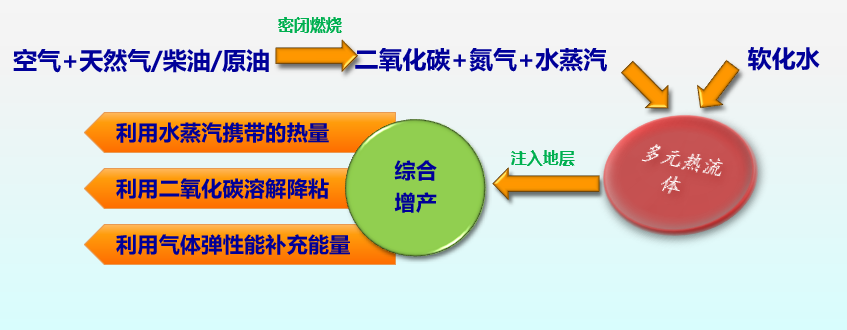 密闭燃烧
空气+天然气/柴油/原油
二氧化碳+氮气+水蒸汽
软化水
利用水蒸汽携带的热量
利用二氧化碳溶解降粘
利用气体弹性能补充能量
综合
增产
注入地层
多元热流
体